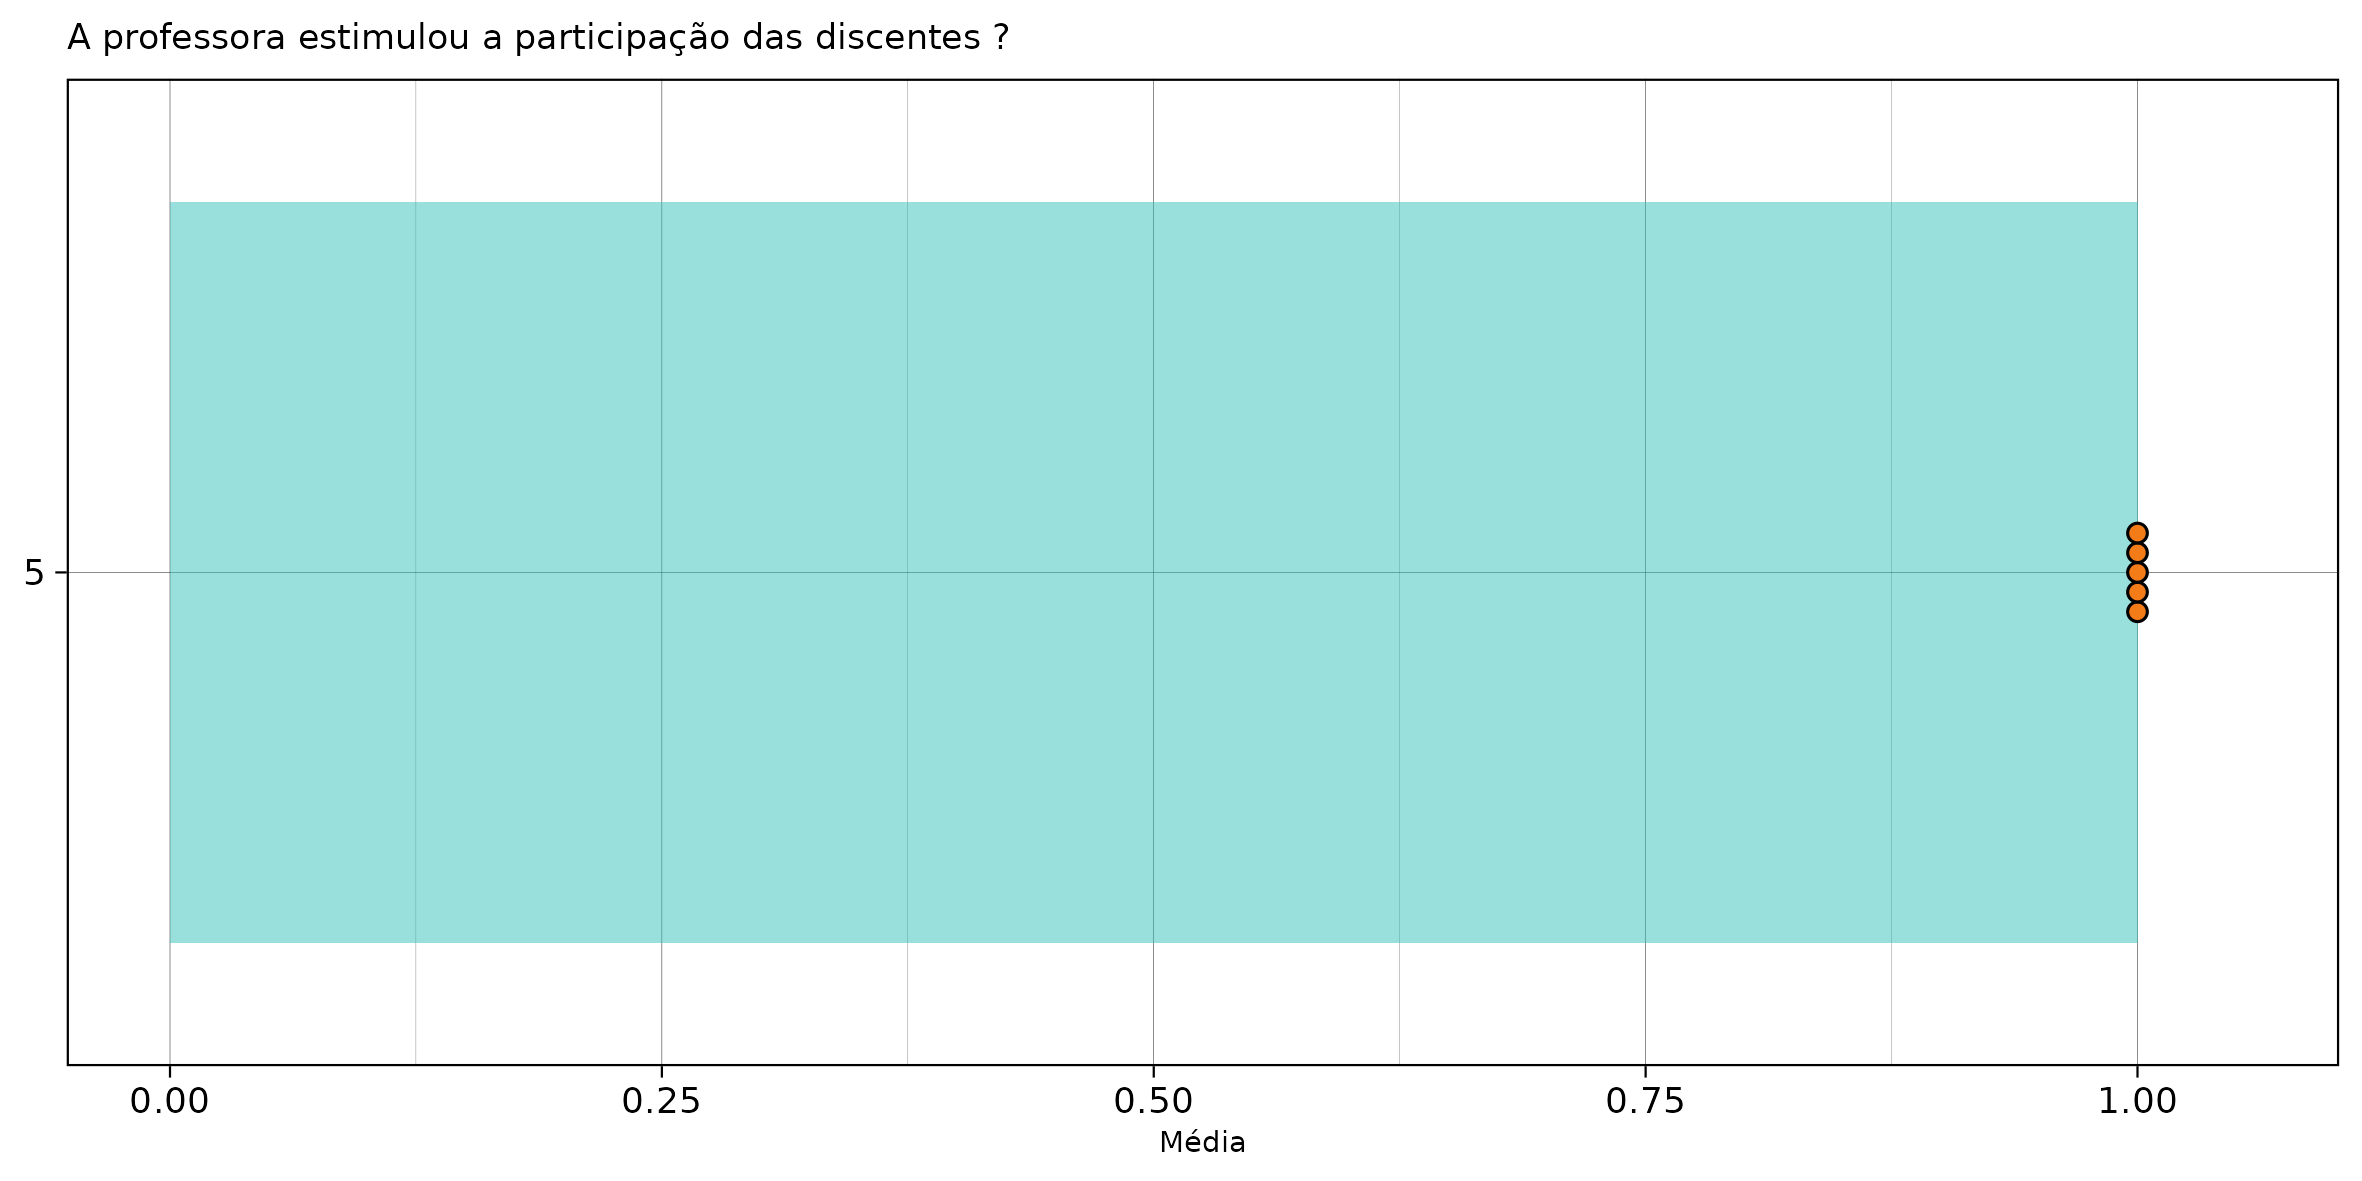 A professora estimulou a participação das discentes ?
5
0.00 0.25 0.50 0.75 1.00
Média